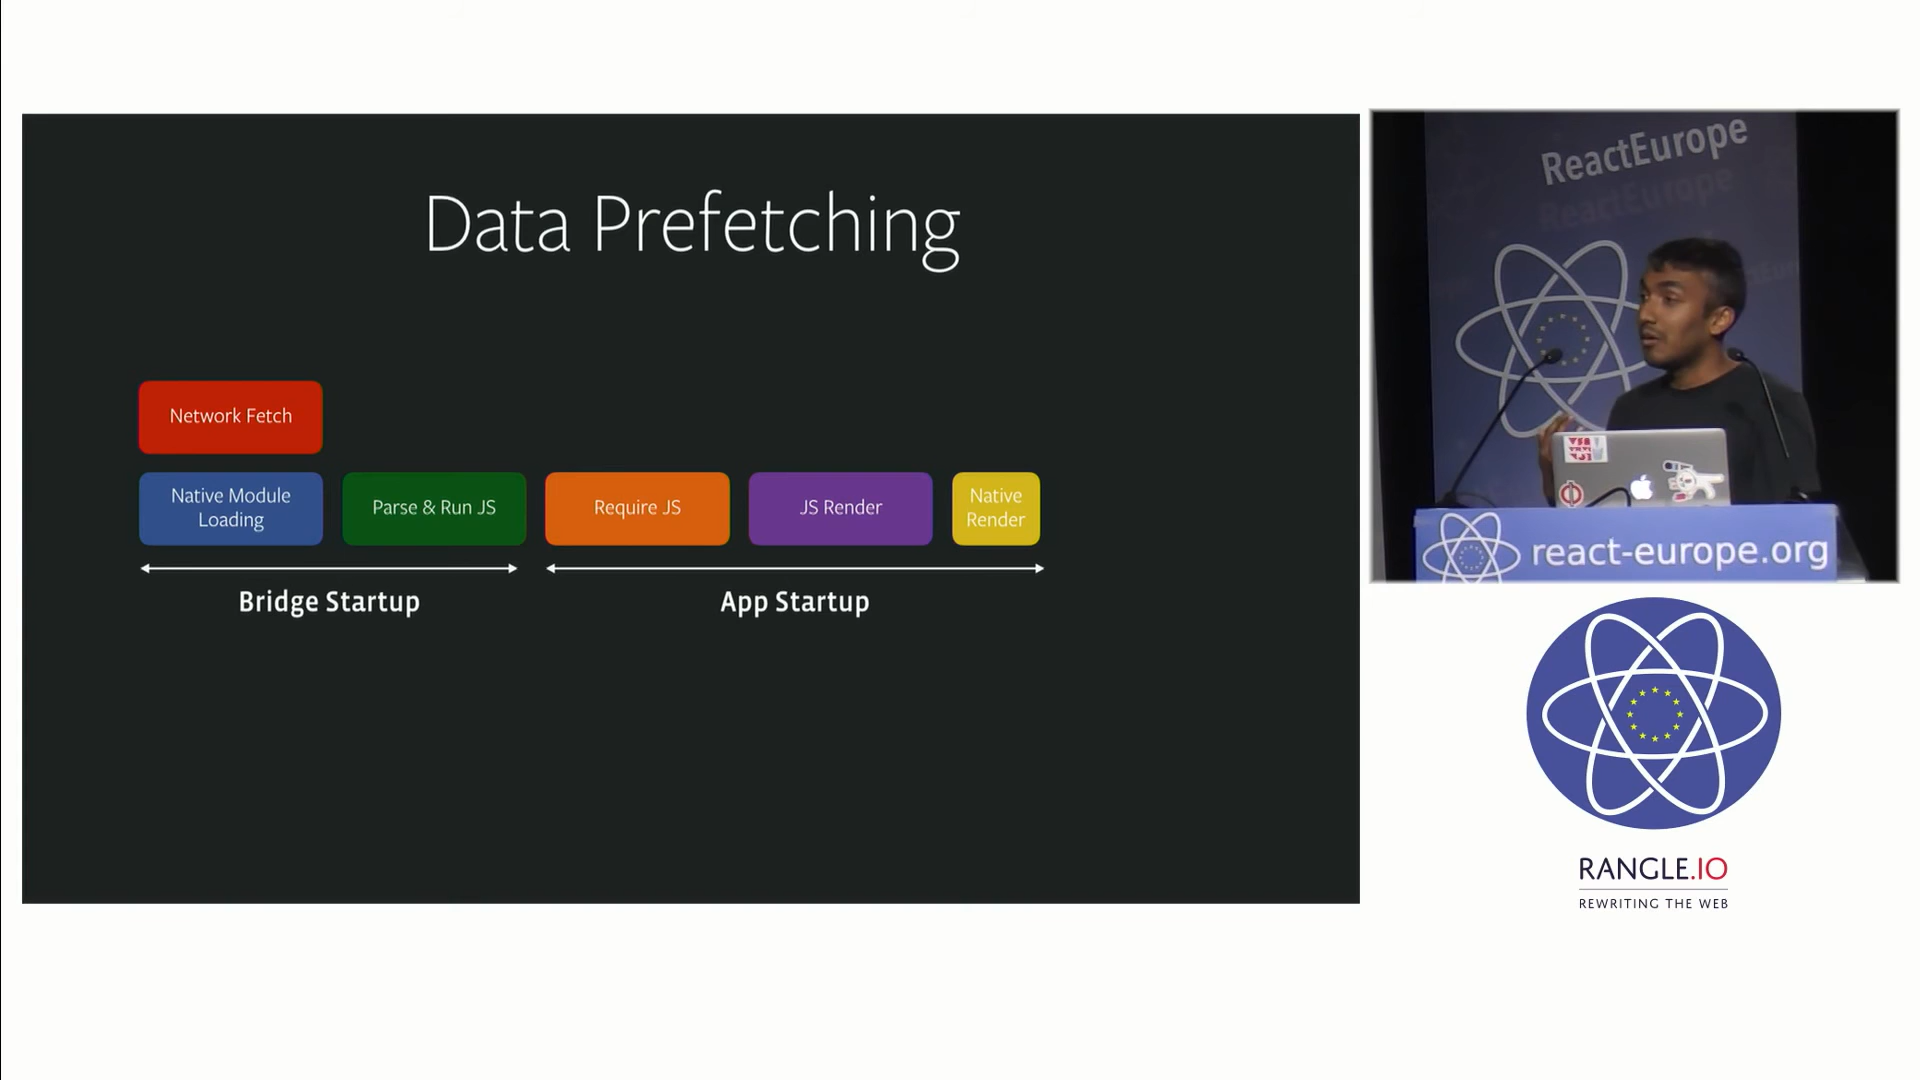 Data Prefetching
Network Fetch
Native Module
Loading
Parse & Run JS
Require JS
JS Render
Native
Render
Bridge Startup
App Startup
ReactEurope
ReactEurope
react-europe.org
RANGLE.IO
REWRITING THE WEB